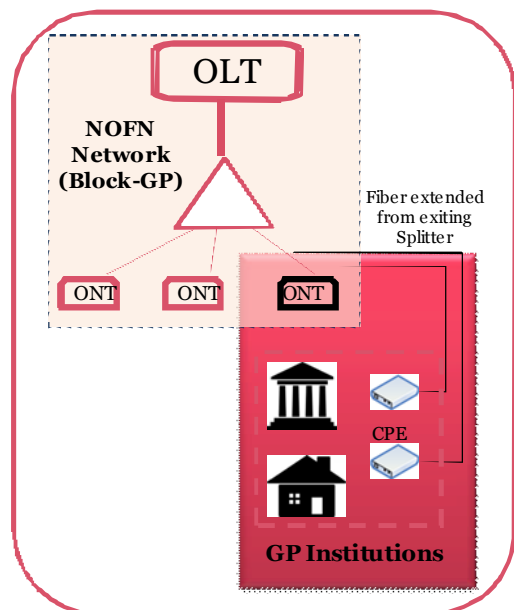 OLT
NOFN
Network
(Block-GP)
Fiber extended
from exiting
Splitter
ONT
ONT
ONT
CPE
GP Institutions